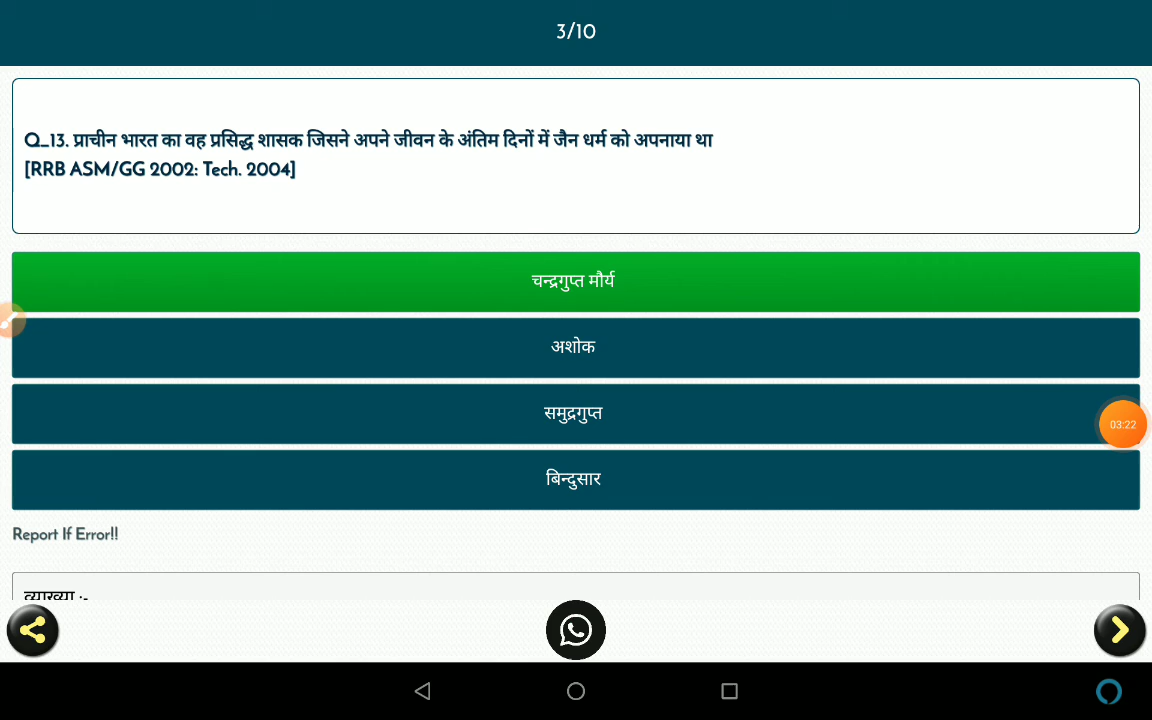 3/10
Q_13. प्राचीन भारत का वह प्रसिद्ध शासक जिसने अपने जीवन के अंतिम दिनों में जैन धर्म को अपनाया था
[RRB ASM/GG 2002: Tech. 2004]
चन्द्रगुप्त मौर्य
अशोक
समुद्रगुप्त
03:22
बिन्दुसार
Report If Error!!
व्याख्या :-